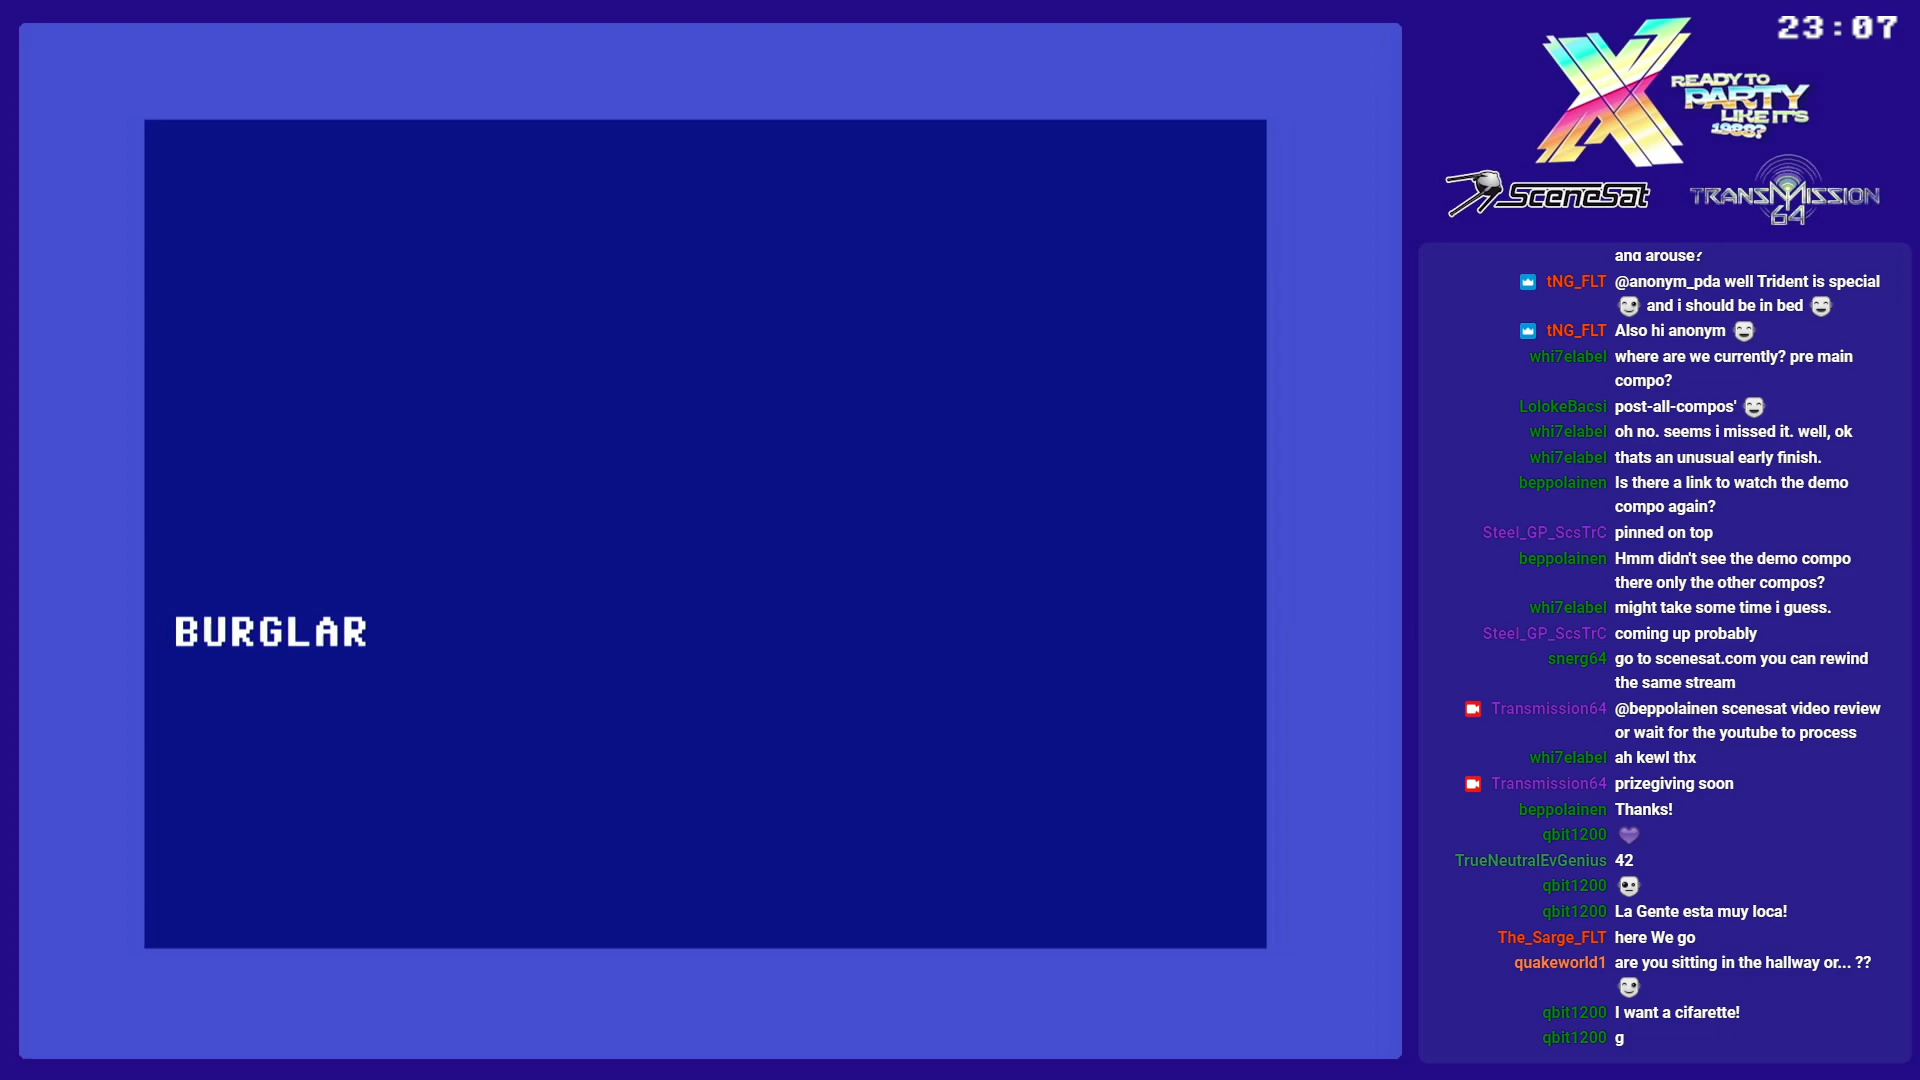 BURGLAR
23:07
X
READY TO
PARTY
LIKE IT'S
1988?
SceneSat
TRANSMISSION
64
and arouse?
tNG_FLT @anonym_pda well Trident is special
and i should be in bed
tNG_FLT Also hi anonym
whi7elabel where are we currently? pre main
compo?
LolokeBacsi post-all-compos'
whi7elabel oh no. seems i missed it. well, ok
whi7elabel thats an unusual early finish.
beppolainen Is there a link to watch the demo
compo again?
Steel_GP_ScsTrC pinned on top
beppolainen Hmm didn't see the demo compo
there only the other compos?
whi7elabel might take some time i guess.
Steel_GP_ScsTrC coming up probably
snerg64 go to scenesat.com you can rewind
the same stream
Transmission64 @beppolainen scenesat video review
or wait for the youtube to process
whi7elabel ah kewl thx
Transmission64 prizegiving soon
beppolainen Thanks!
qbit1200
TrueNeutralEvGenius 42
qbit1200
qbit1200 La Gente esta muy loca!
The_Sarge_FLT here We go
quakeworld1 are you sitting in the hallway or... ??
qbit1200 I want a cifarette!
qbit1200 g